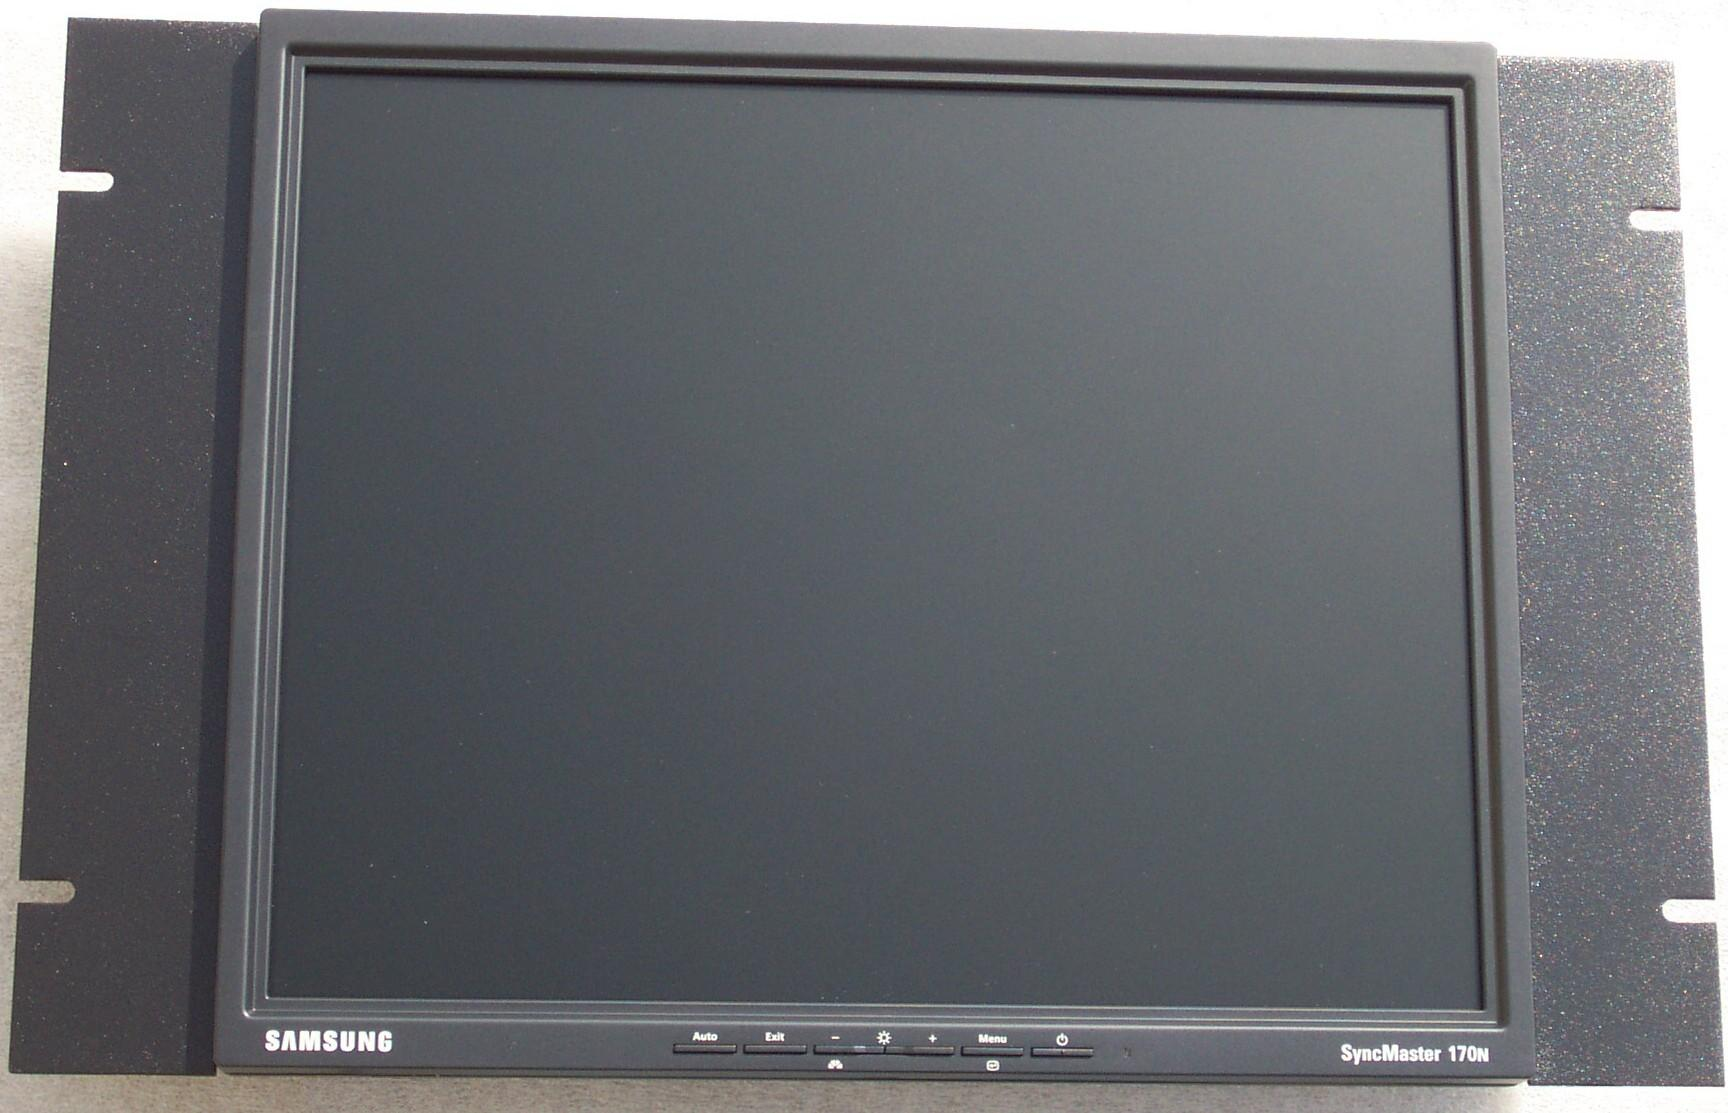 SAMSUNG
Auto Exit - + Menu
SyncMaster 170N